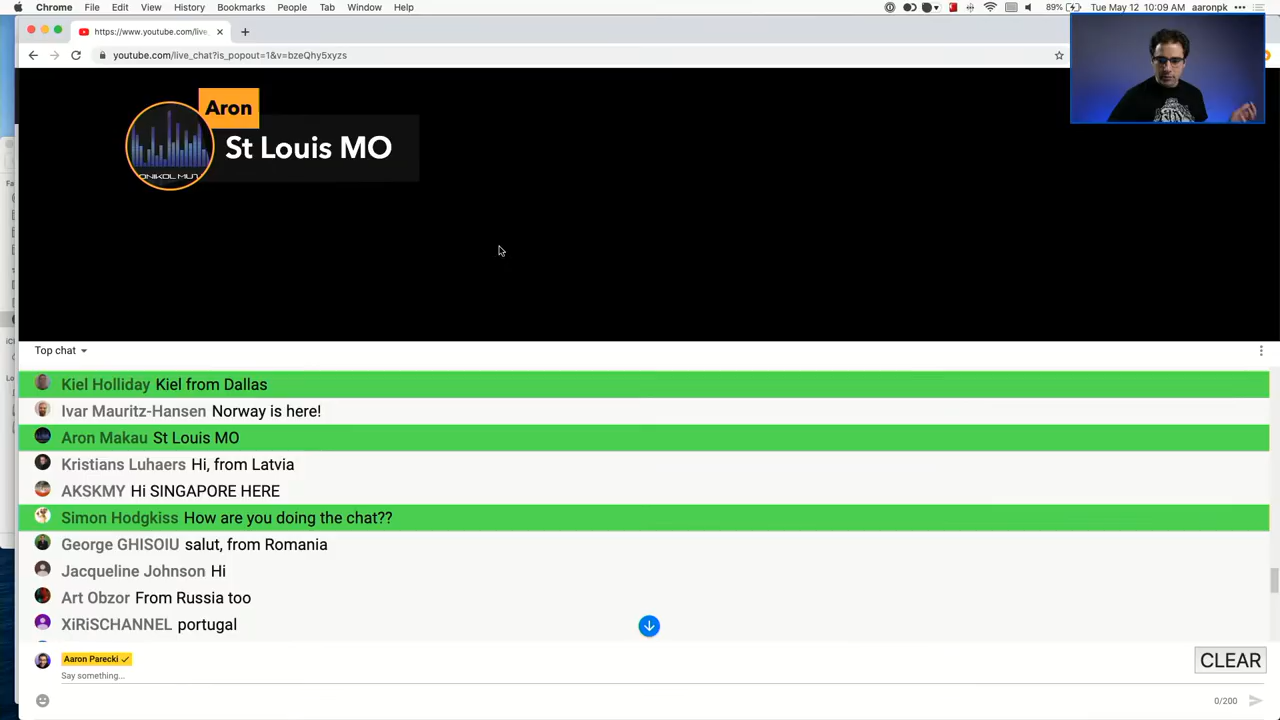 Chrome File Edit View History Bookmarks People Tab Window Help 89% Tue May 12 10:09 AM aaronpk
https://www.youtube.com/live_
youtube.com/live_chat?is_popout=1&v=bzeQhy5xyzs
Aron
St Louis MO
ONIKOL MUT
Top chat
Kiel Holliday Kiel from Dallas
Ivar Mauritz-Hansen Norway is here!
Aron Makau St Louis MO
Kristians Luhaers Hi, from Latvia
AKSKMY Hi SINGAPORE HERE
Simon Hodgkiss How are you doing the chat??
George GHISOIU salut, from Romania
Jacqueline Johnson Hi
Art Obzor From Russia too
XiRiSCHANNEL portugal
Aaron Parecki
CLEAR
Say something...
0/200